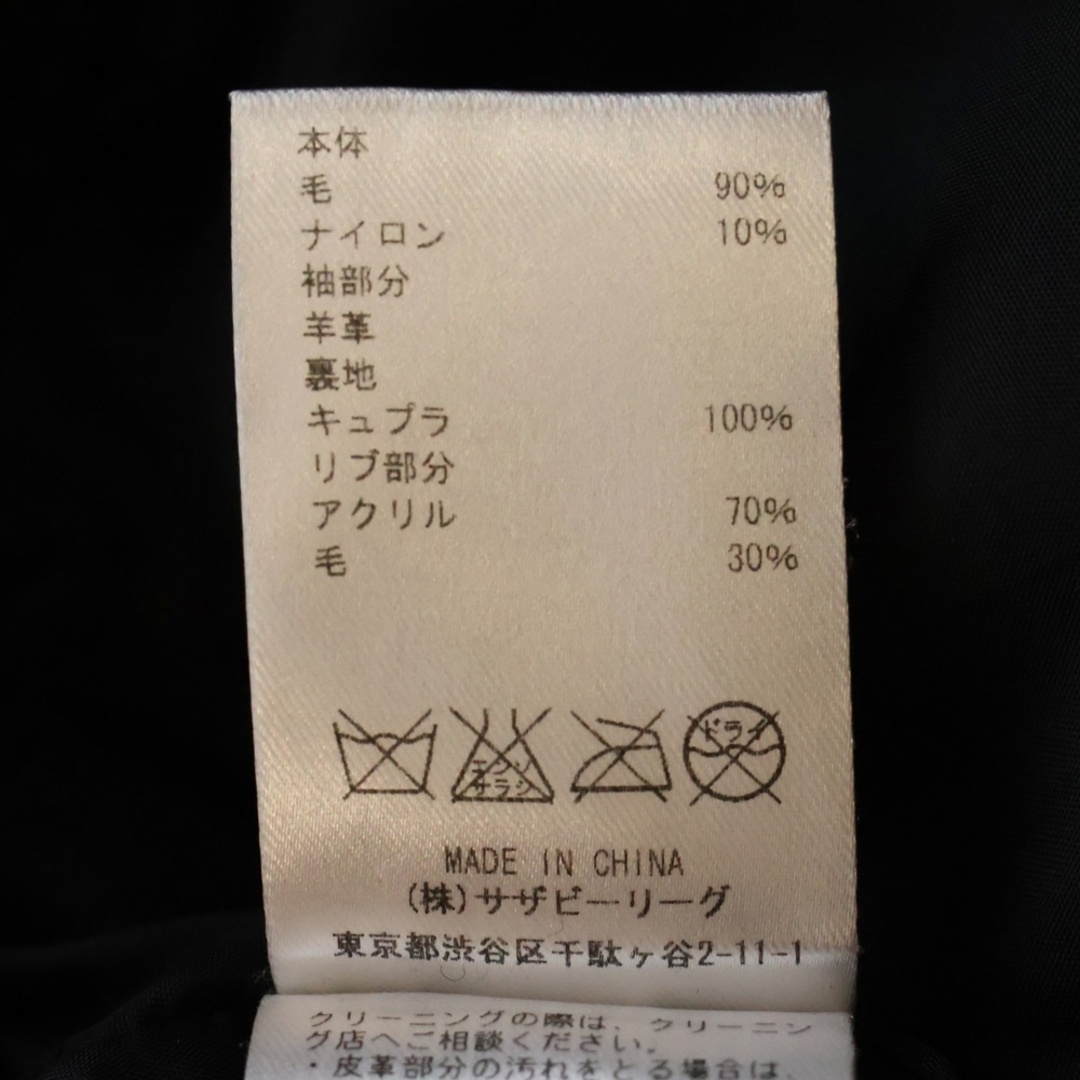 本体
毛 90%
ナイロン 10%
袖部分
羊革
裏地
キュプラ 100%
リブ部分
アクリル 70%
毛 30%
エンソサラシ ドライ
MADE IN CHINA
(株)サザビーリーグ
東京都渋谷区千駄ヶ谷2-11-1
クリーニングの際は、クリーニン
グ店へご相談ください。
・皮革部分の汚れをとる場合は、